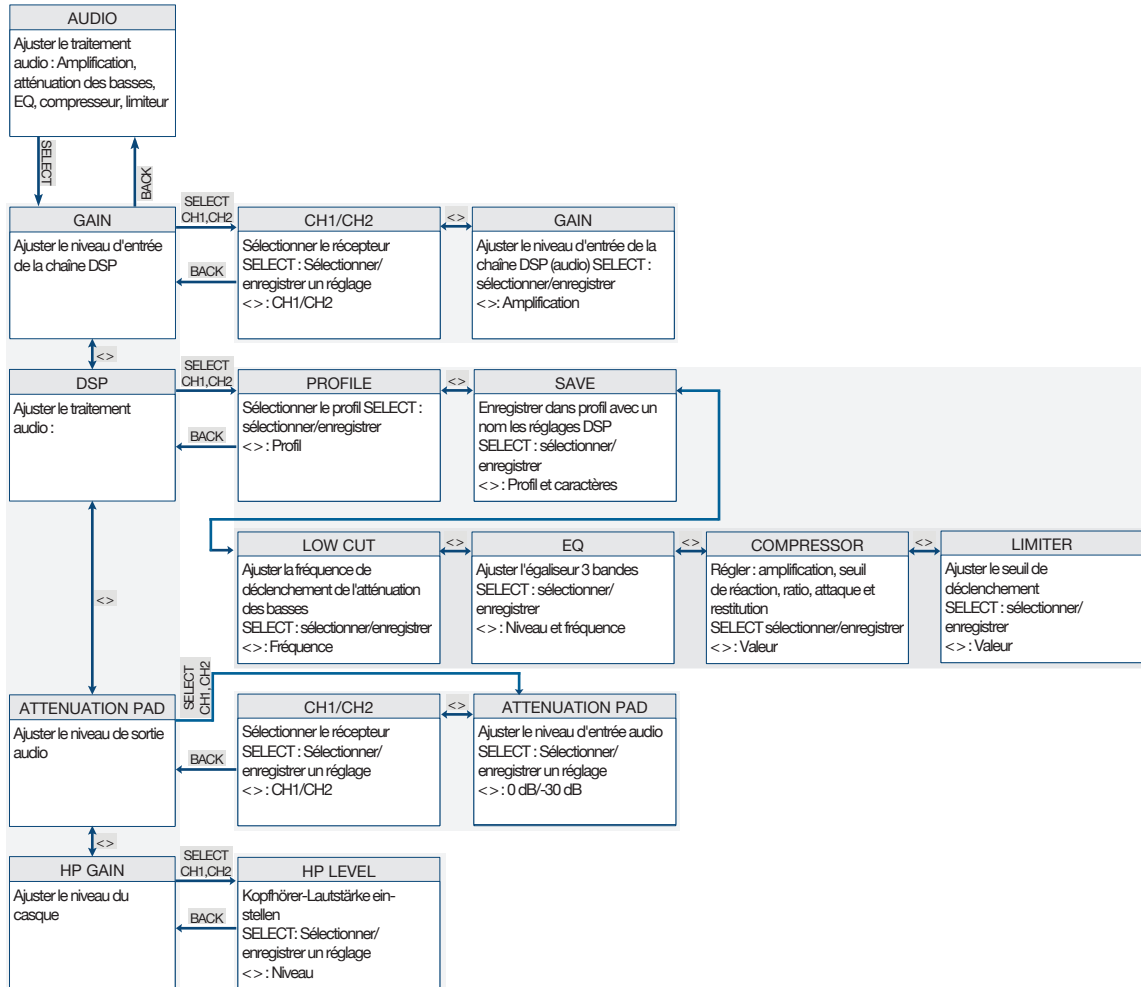 AUDIO
Ajuster le traitement
audio : Amplification,
atténuation des basses,
EQ, compresseur, limiteur
SELECT
BACK
GAIN
Ajuster le niveau d'entrée
de la chaîne DSP
SELECT
CH1,CH2
BACK
CH1/CH2
Sélectionner le récepteur
SELECT : Sélectionner/
enregistrer un réglage
<> : CH1/CH2
<>
GAIN
Ajuster le niveau d'entrée de la
chaîne DSP (audio) SELECT :
sélectionner/enregistrer
<>: Amplification
<>
DSP
Ajuster le traitement
audio :
SELECT
CH1,CH2
BACK
PROFILE
Sélectionner le profil SELECT :
sélectionner/enregistrer
<> : Profil
<>
SAVE
Enregistrer dans profil avec un
nom les réglages DSP
SELECT : sélectionner/
enregistrer
<> : Profil et caractères
LOW CUT
Ajuster la fréquence de
déclenchement de l'atténuation
des basses
SELECT : sélectionner/enregistrer
<> : Fréquence
<>
EQ
Ajuster l'égaliseur 3 bandes
SELECT : sélectionner/
enregistrer
<> : Niveau et fréquence
<>
COMPRESSOR
Régler : amplification, seuil
de réaction, ratio, attaque et
restitution
SELECT sélectionner/enregistrer
<> : Valeur
<>
LIMITER
Ajuster le seuil de
déclenchement
SELECT : sélectionner/
enregistrer
<> : Valeur
<>
ATTENUATION PAD
Ajuster le niveau de sortie
audio
SELECT
CH1, CH2
BACK
CH1/CH2
Sélectionner le récepteur
SELECT : Sélectionner/
enregistrer un réglage
<> : CH1/CH2
<>
ATTENUATION PAD
Ajuster le niveau d'entrée audio
SELECT : Sélectionner/
enregistrer un réglage
<> : 0 dB/-30 dB
<>
HP GAIN
Ajuster le niveau du
casque
SELECT
CH1,CH2
BACK
HP LEVEL
Kopfhörer-Lautstärke ein-
stellen
SELECT: Sélectionner/
enregistrer un réglage
<> : Niveau